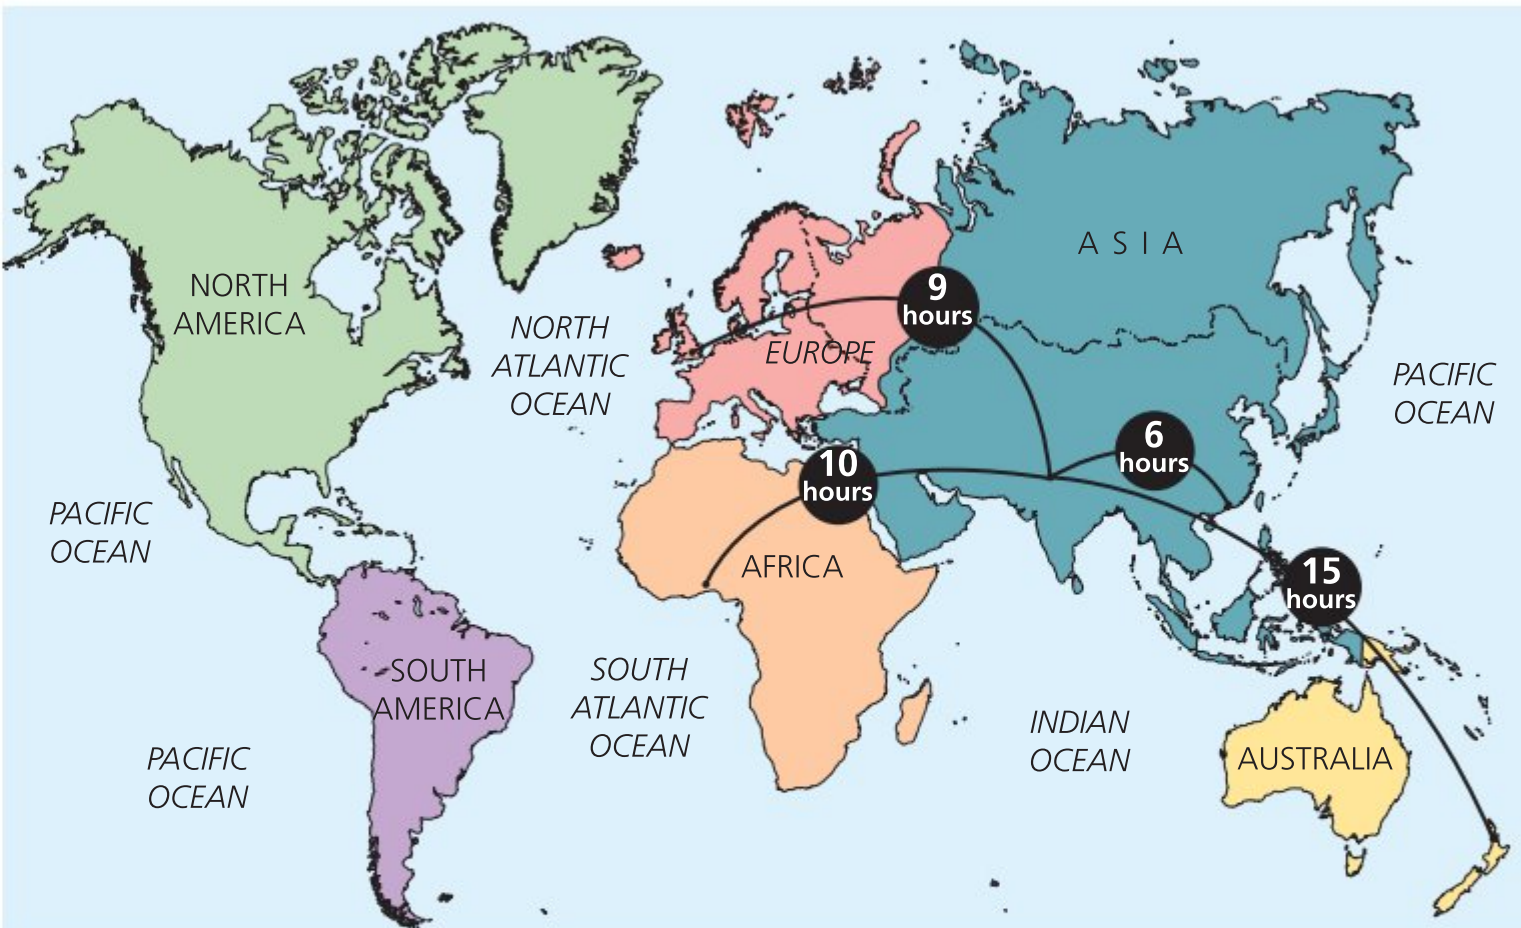 NORTH
AMERICA
NORTH
ATLANTIC
OCEAN
EUROPE
ASIA
9
hours
PACIFIC
OCEAN
6
hours
10
hours
PACIFIC
OCEAN
AFRICA
15
hours
SOUTH
AMERICA
SOUTH
ATLANTIC
OCEAN
INDIAN
OCEAN
AUSTRALIA
PACIFIC
OCEAN